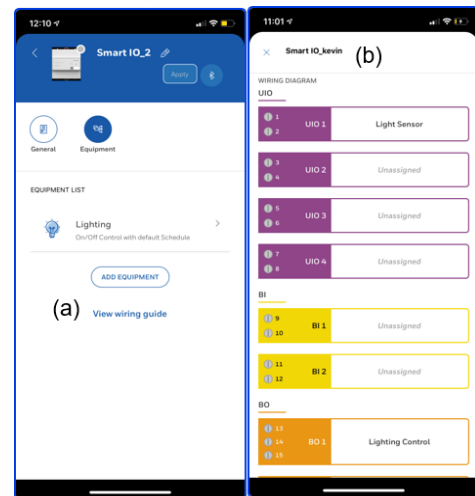 12:10
Smart IO_2
Apply
General
Equipment
EQUIPMENT LIST
Lighting
On/Off Control with default Schedule
ADD EQUIPMENT
(a)
View wiring guide
11:01
Smart IO_kevin
(b)
WIRING DIAGRAM
UIO
1
2
UIO 1
Light Sensor
3
4
UIO 2
Unassigned
5
6
UIO 3
Unassigned
7
8
UIO 4
Unassigned
BI
9
10
BI 1
Unassigned
11
12
BI 2
Unassigned
BO
13
14
15
BO 1
Lighting Control